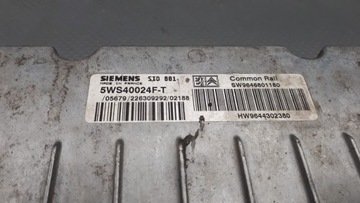 SIEMENS SID 801
MADE IN FRANCE
5WS40024F-T
/05679/226309292/02188
Common Rail
SW9646801180
HW9644302380